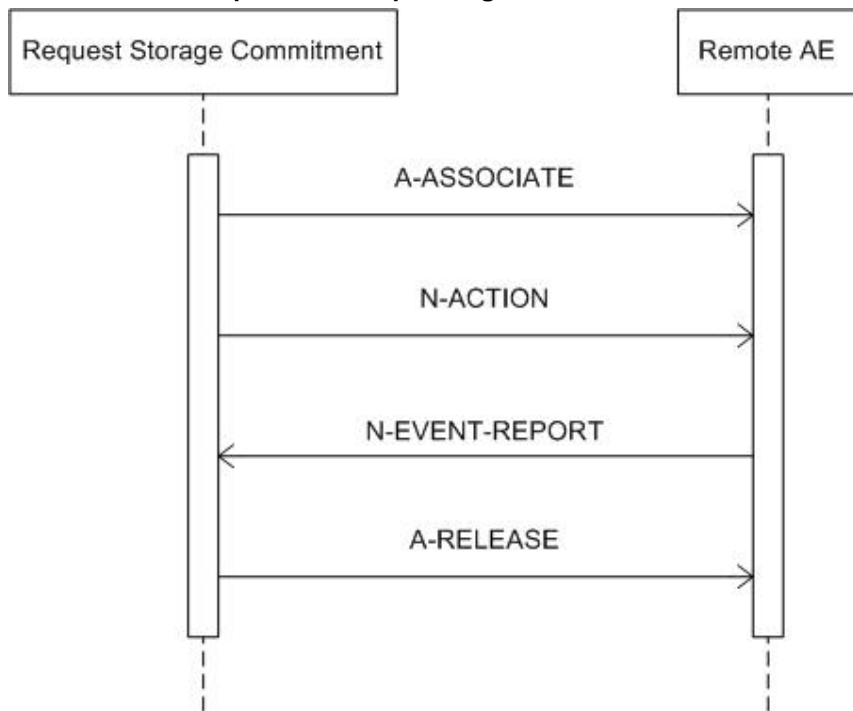 Request Storage Commitment
Remote AE
A-ASSOCIATE
N-ACTION
N-EVENT-REPORT
A-RELEASE